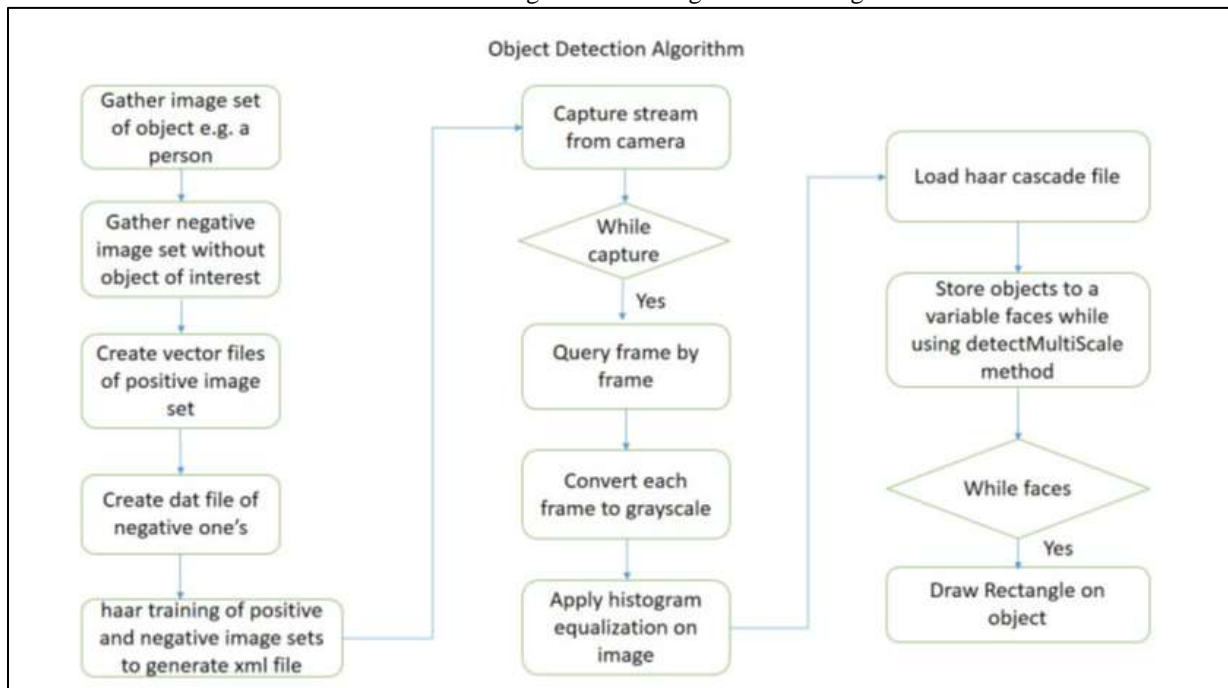 Object Detection Algorithm
Gather image set
of object e.g. a
person
Gather negative
image set without
object of interest
Create vector files
of positive image
set
Create dat file of
negative one's
haar training of positive
and negative image sets
to generate xml file
Capture stream
from camera
While
capture
Yes
Query frame by
frame
Convert each
frame to grayscale
Apply histogram
equalization on
image
Load haar cascade file
Store objects to a
variable faces while
using detectMultiScale
method
While faces
Yes
Draw Rectangle on
object